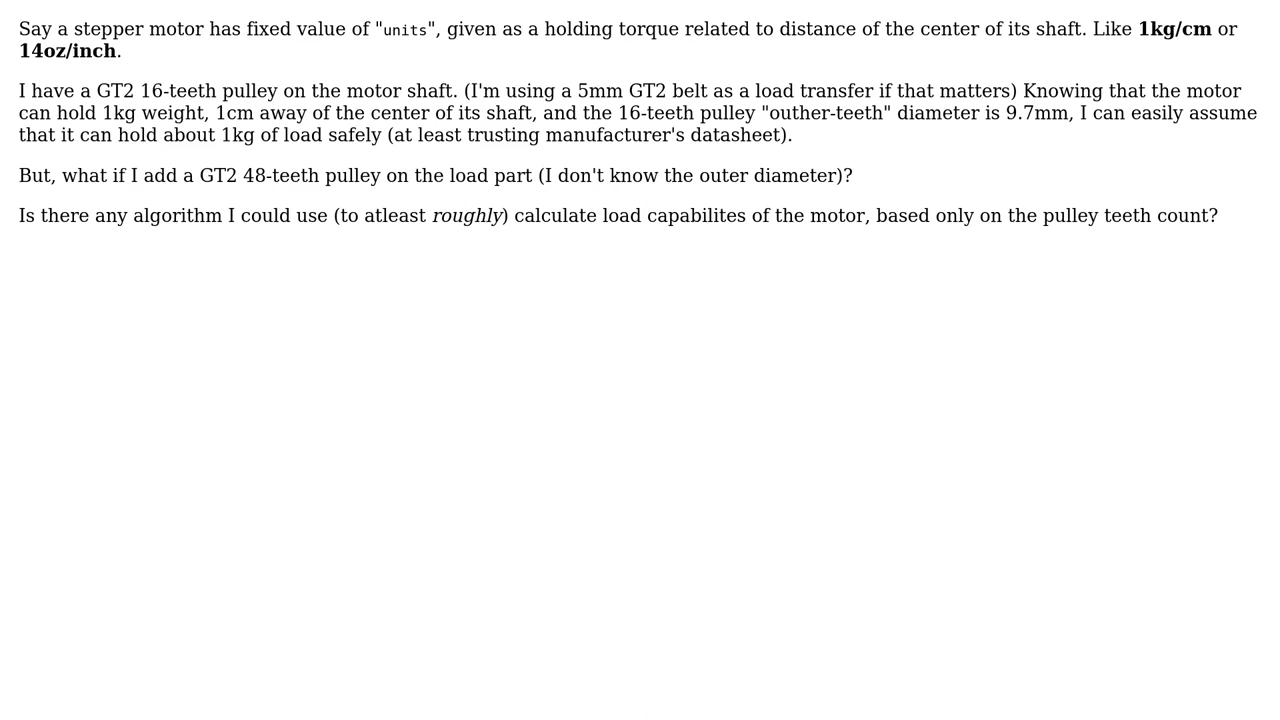 Say a stepper motor has fixed value of "units", given as a holding torque related to distance of the center of its shaft. Like 1kg/cm or
14oz/inch.
I have a GT2 16-teeth pulley on the motor shaft. (I'm using a 5mm GT2 belt as a load transfer if that matters) Knowing that the motor
can hold 1kg weight, 1cm away of the center of its shaft, and the 16-teeth pulley "outher-teeth" diameter is 9.7mm, I can easily assume
that it can hold about 1kg of load safely (at least trusting manufacturer's datasheet).
But, what if I add a GT2 48-teeth pulley on the load part (I don't know the outer diameter)?
Is there any algorithm I could use (to atleast roughly) calculate load capabilites of the motor, based only on the pulley teeth count?